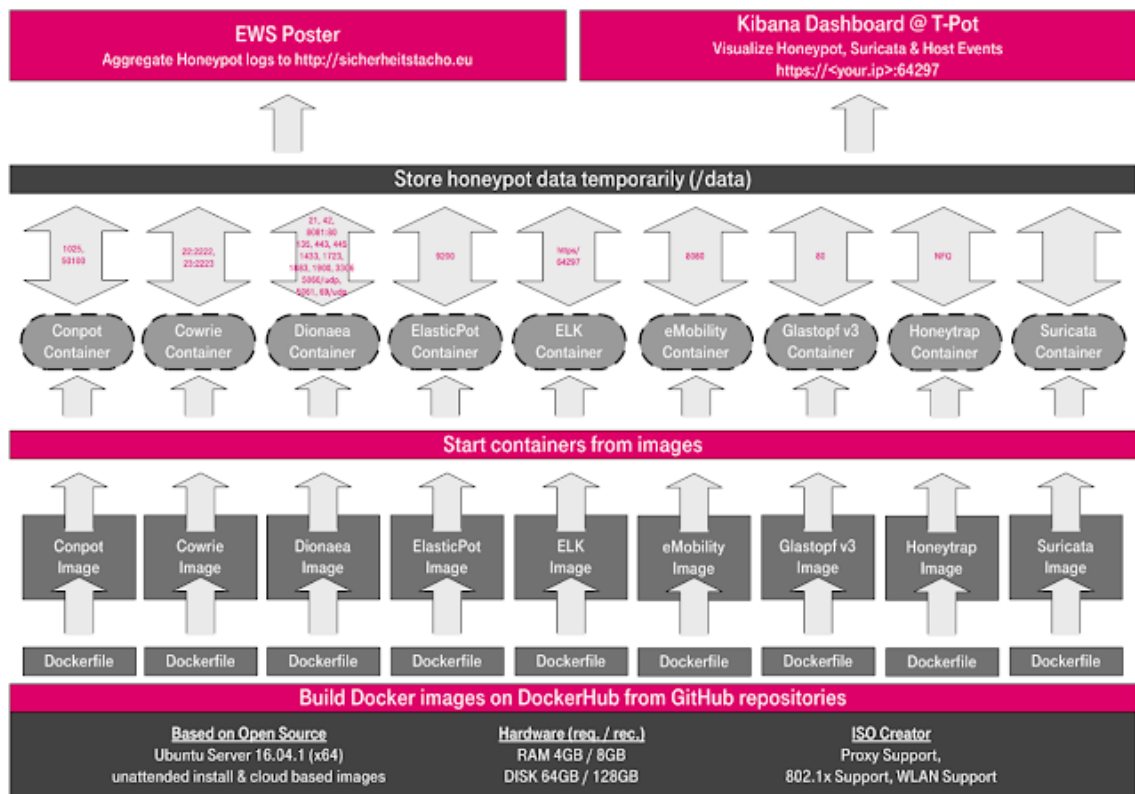 EWS Poster
Aggregate Honeypot logs to http://sicherheitstacho.eu
Kibana Dashboard @ T-Pot
Visualize Honeypot, Suricata & Host Events
https://<your.ip>:64297
Store honeypot data temporarily (/data)
1025,
50100
22:2222,
23:2223
21, 42,
8081:80
135, 443, 445
1433, 1723,
1883, 1900, 3306
5060/udp,
5061, 69/udp
9200
https/
64297
8080
80
NFQ
Conpot
Container
Cowrie
Container
Dionaea
Container
ElasticPot
Container
ELK
Container
eMobility
Container
Glastopf v3
Container
Honeytrap
Container
Suricata
Container
Start containers from images
Conpot
Image
Cowrie
Image
Dionaea
Image
ElasticPot
Image
ELK
Image
eMobility
Image
Glastopf v3
Image
Honeytrap
Image
Suricata
Image
Dockerfile
Dockerfile
Dockerfile
Dockerfile
Dockerfile
Dockerfile
Dockerfile
Dockerfile
Dockerfile
Build Docker images on DockerHub from GitHub repositories
Based on Open Source
Ubuntu Server 16.04.1 (x64)
unattended install & cloud based images
Hardware (req. / rec.)
RAM 4GB / 8GB
DISK 64GB / 128GB
ISO Creator
Proxy Support,
802.1x Support, WLAN Support